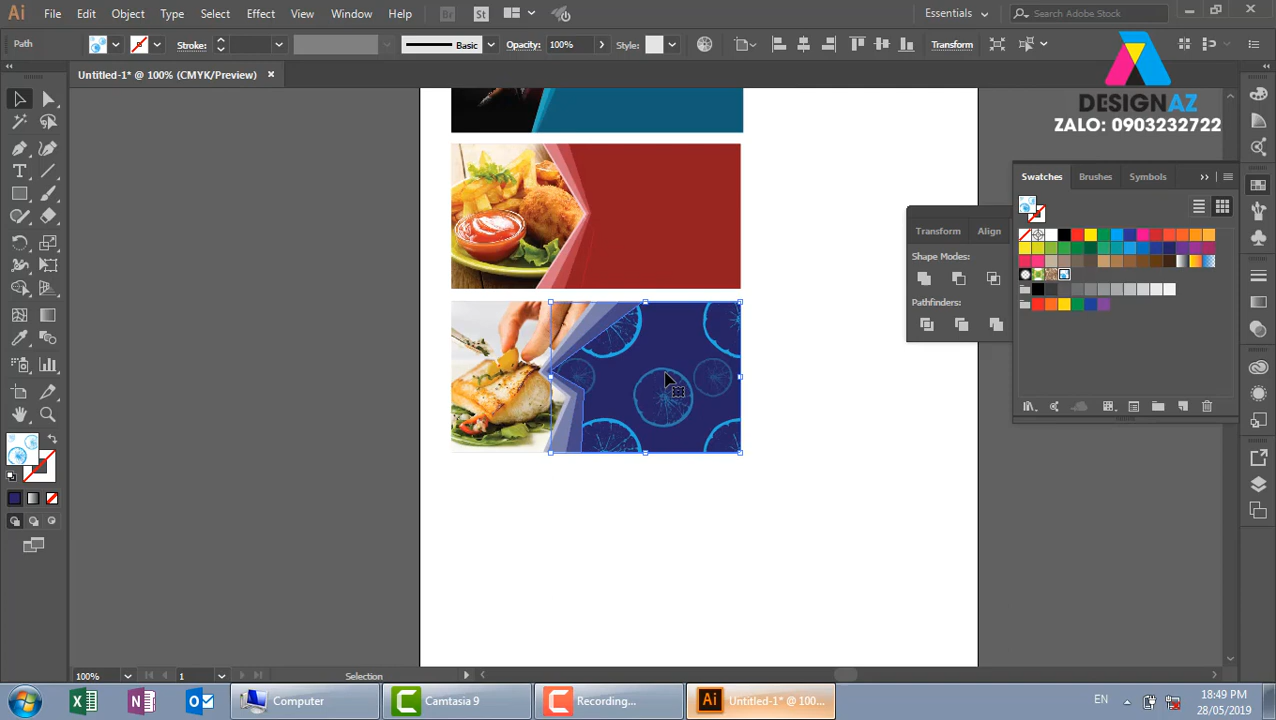 Ai File Edit Object Type Select Effect View Window Help Br St Essentials Search Adobe Stock
Path Stroke: Basic Opacity: 100% Style: Transform
Untitled-1* @ 100% (CMYK/Preview)
DESIGNAZ
ZALO: 0903232722
Swatches Brushes Symbols
Transform Align
Shape Modes:
Pathfinders:
100% 1 Selection
Computer Camtasia 9 Recording... Ai Untitled-1* @ 100... EN 18:49 PM
28/05/2019